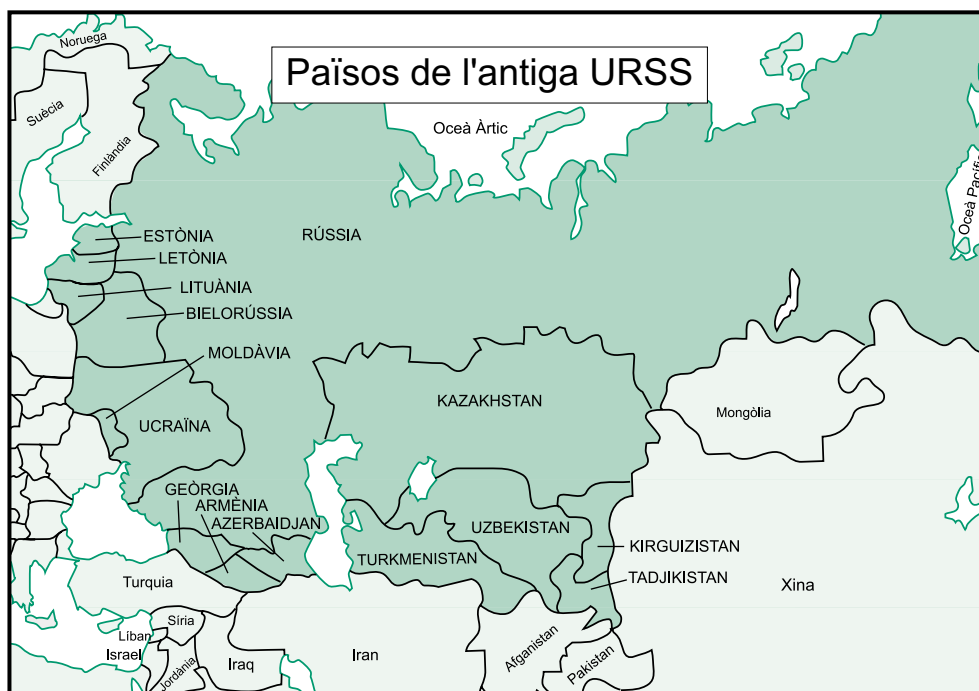 Noruega
Països de l'antiga URSS
Suècia
Finlàndia
Oceà Àrtic
Oceà Pacífic
ESTÒNIA
RÚSSIA
LETÒNIA
LITUÀNIA
BIELORÚSSIA
MOLDÀVIA
KAZAKHSTAN
Mongòlia
UCRAÏNA
GEÒRGIA
ARMÈNIA
AZERBAIDJAN
UZBEKISTAN
KIRGUIZISTAN
TURKMENISTAN
TADJIKISTAN
Turquia
Xina
Síria
Líban
Israel
Jordània
Iraq
Iran
Afganistan
Pakistan